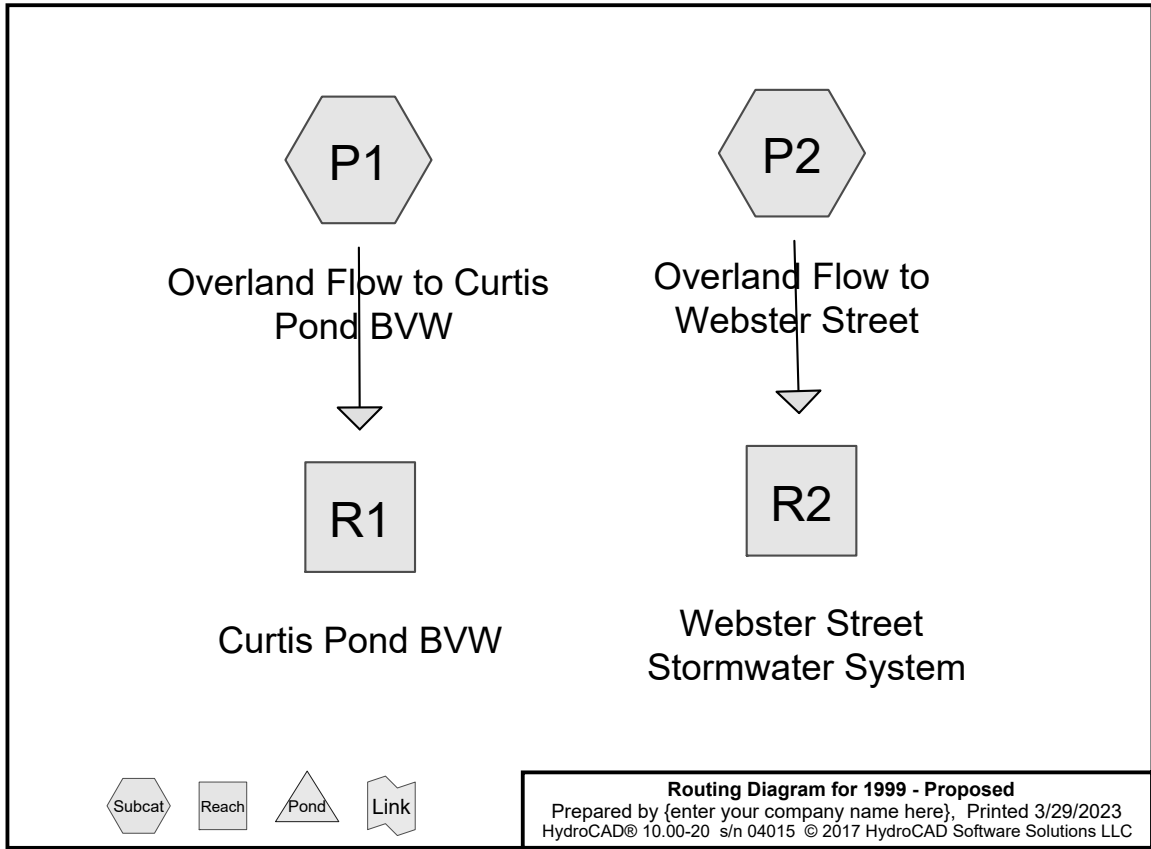 P1
P2
Overland Flow to Curtis
Pond BVW
Overland Flow to
Webster Street
R1
R2
Curtis Pond BVW
Webster Street
Stormwater System
Subcat
Reach
Pond
Link
Routing Diagram for 1999 - Proposed
Prepared by {enter your company name here}, Printed 3/29/2023
HydroCAD® 10.00-20 s/n 04015 © 2017 HydroCAD Software Solutions LLC